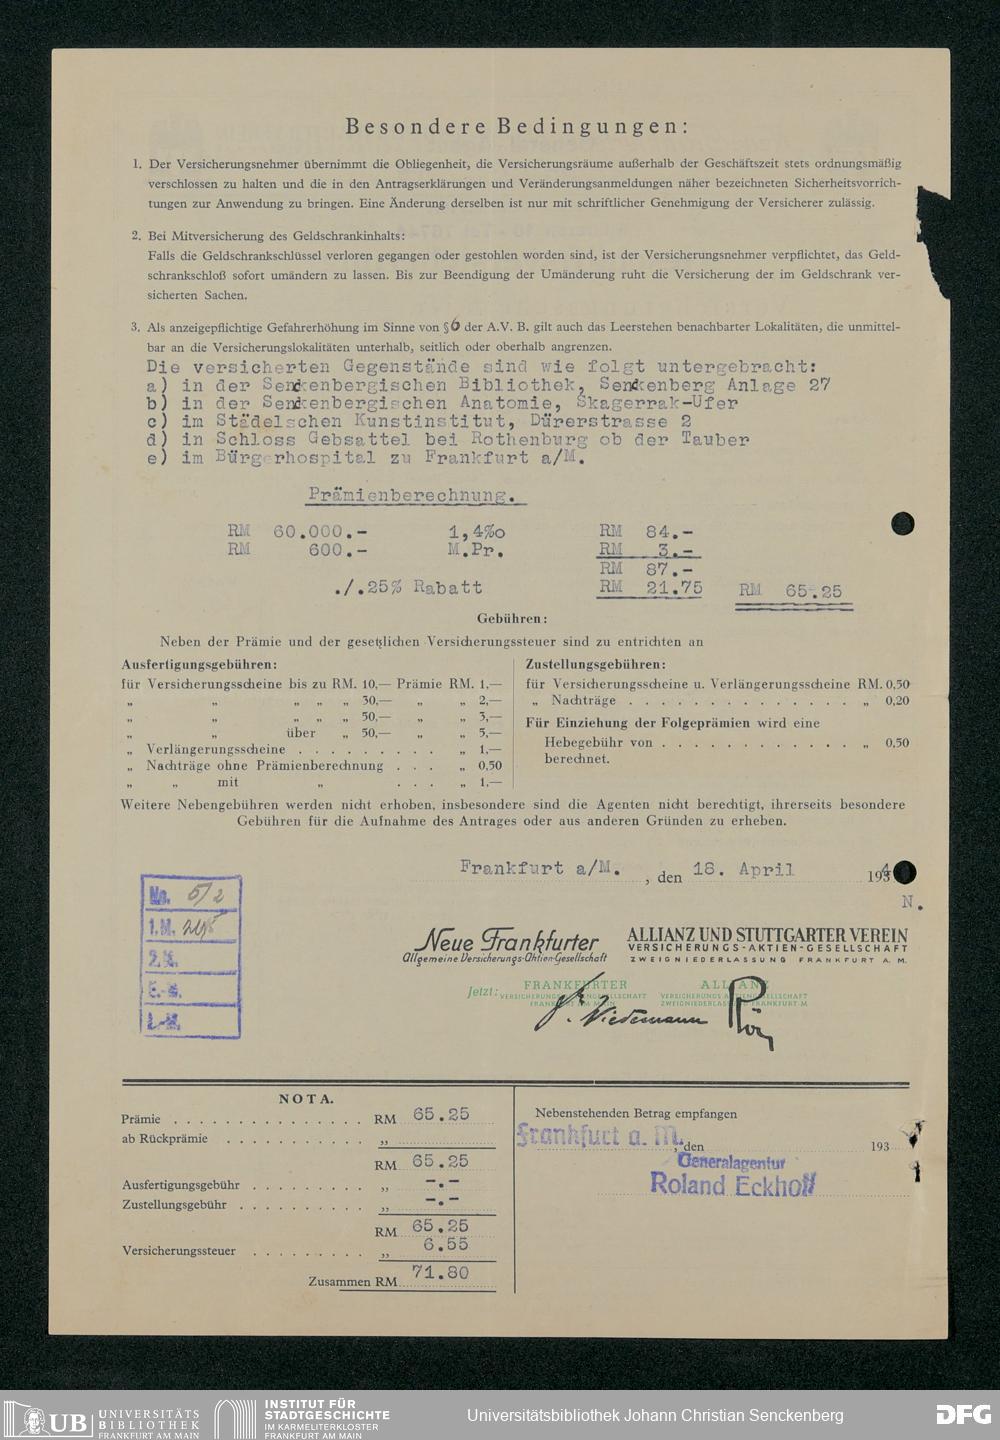 Besondere Bedingungen:
1. Der Versicherungsnehmer übernimmt die Obliegenheit, die Versicherungsräume außerhalb der Geschäftszeit stets ordnungsmäßig
verschlossen zu halten und die in den Antragserklärungen und Veränderungsanmeldungen näher bezeichneten Sicherheitsvorrich-
tungen zur Anwendung zu bringen. Eine Änderung derselben ist nur mit schriftlicher Genehmigung der Versicherer zulässig.
2. Bei Mitversicherung des Geldschrankinhalts:
Falls die Geldschrankschlüssel verloren gegangen oder gestohlen worden sind, ist der Versicherungsnehmer verpflichtet, das Geld-
schrankschloß sofort umändern zu lassen. Bis zur Beendigung der Umänderung ruht die Versicherung der im Geldschrank ver-
sicherten Sachen.
3. Als anzeigepflichtige Gefahrerhöhung im Sinne von § 6 der A.V.B. gilt auch das Leerstehen benachbarter Lokalitäten, die unmittel-
bar an die Versicherungslokalitäten unterhalb, seitlich oder oberhalb angrenzen.
Die versicherten Gegenstände sind wie folgt untergebracht:
a) in der Senckenbergischen Bibliothek, Senckenberg Anlage 27
b) in der Senckenbergischen Anatomie, Skagerrak-Ufer
c) im Städelschen Kunstinstitut, Dürerstrasse 2
d) in Schloss Gebsattel bei Rothenburg ob der Tauber
e) im Bürgerhospital zu Frankfurt a/M.
Prämienberechnung.
RM 60.000.- 1,4‰ RM 84.-
RM 600.- M.Pr. RM 3.-
RM 87.-
./.25% Rabatt RM 21.75 RM 65.25
Gebühren:
Neben der Prämie und der gesetzlichen Versicherungssteuer sind zu entrichten an
Ausfertigungsgebühren:
für Versicherungsscheine bis zu RM. 10,— Prämie RM. 1,—
„ „ „ „ „ 30,— „ „ 2,—
„ „ „ „ „ 50,— „ „ 3,—
„ „ über „ 50,— „ „ 5,—
„ Verlängerungsscheine . . . . . . . . . „ 1,—
„ Nachträge ohne Prämienberechnung . . . „ 0,50
„ „ mit „ . . . „ 1,—
Zustellungsgebühren:
für Versicherungsscheine u. Verlängerungsscheine RM. 0,50
„ Nachträge . . . . . . . . . . . . . . „ 0,20
Für Einziehung der Folgeprämien wird eine
Hebegebühr von . . . . . . . . . . . . „ 0,50
berechnet.
Weitere Nebengebühren werden nicht erhoben, insbesondere sind die Agenten nicht berechtigt, ihrerseits besondere
Gebühren für die Aufnahme des Antrages oder aus anderen Gründen zu erheben.
Frankfurt a/M. , den 18. April 193
N.
No. 5/2
1.M.
2.M.
Neue Frankfurter
Allgemeine Versicherungs-Aktien-Gesellschaft
ALLIANZ UND STUTTGARTER VEREIN
VERSICHERUNGS-AKTIEN-GESELLSCHAFT
ZWEIGNIEDERLASSUNG FRANKFURT A. M.
Jetzt: FRANKFURTER
ALLIANZ
NOTA.
Prämie . . . . . . . . . . . . . . . RM 65.25
ab Rückprämie . . . . . . . . . . . „
RM 65.25
Ausfertigungsgebühr . . . . . . . . . „ -.-
Zustellungsgebühr . . . . . . . . . . „ -.-
RM 65.25
Versicherungssteuer . . . . . . . . . „ 6.55
Zusammen RM 71.80
Nebenstehenden Betrag empfangen
Frankfurt a. M. , den 193
Generalagentur
Roland Eckhoff
UB UNIVERSITÄTS
BIBLIOTHEK
FRANKFURT AM MAIN
INSTITUT FÜR
STADTGESCHICHTE
IM KARMELITERKLOSTER
FRANKFURT AM MAIN
Universitätsbibliothek Johann Christian Senckenberg
DFG